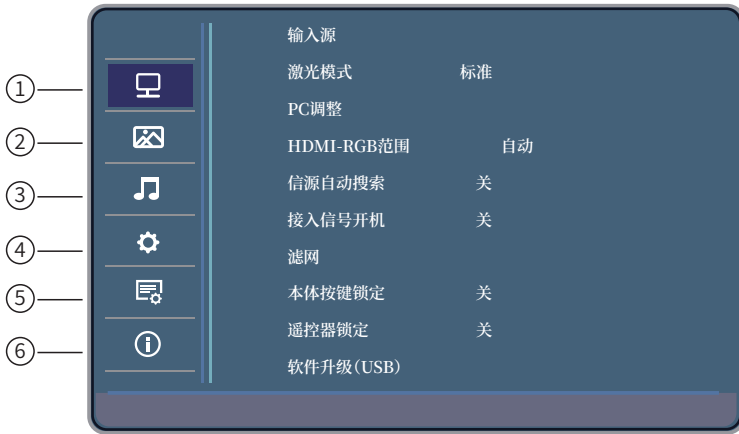 输入源
① 激光模式 标准
PC调整
② HDMI-RGB范围 自动
③ 信源自动搜索 关
接入信号开机 关
④ 滤网
⑤ 本体按键锁定 关
遥控器锁定 关
⑥ 软件升级(USB)